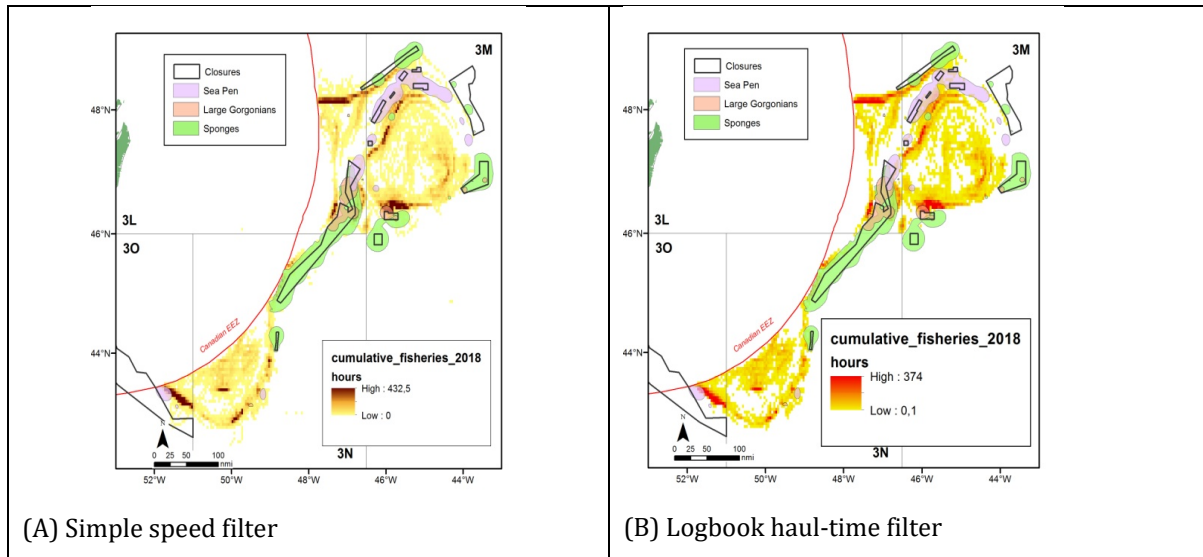 3M
Closures
Sea Pen
Large Gorgonians
Sponges
48°N
3L
46°N
3O
Canadian EEZ
44°N
cumulative_fisheries_2018
hours
High : 432,5
Low : 0
N
0 25 50 100
nmi
3N
52°W 50°W 48°W 46°W 44°W
(A) Simple speed filter
3M
Closures
Sea Pen
Large Gorgonians
Sponges
48°N
3L
46°N
3O
Canadian EEZ
44°N
cumulative_fisheries_2018
hours
High : 374
Low : 0,1
N
0 25 50 100
nmi
3N
52°W 50°W 48°W 46°W 44°W
(B) Logbook haul-time filter